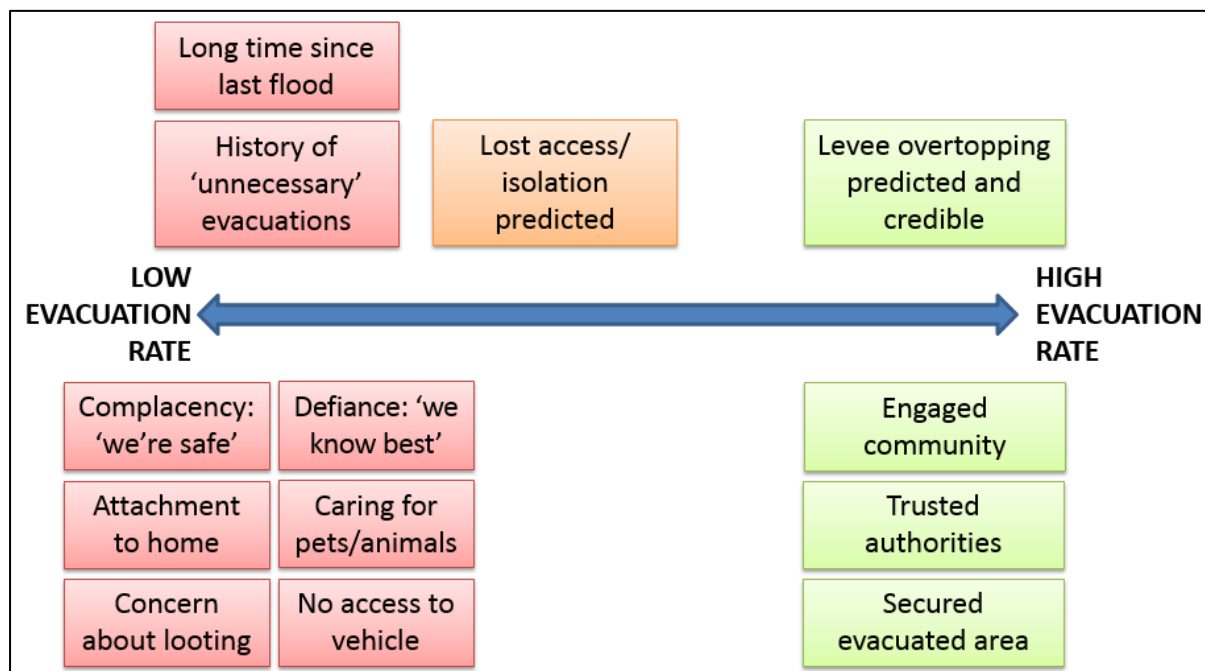 Long time since
last flood
History of
‘unnecessary’
evacuations
Lost access/
isolation
predicted
Levee overtopping
predicted and
credible
LOW
EVACUATION
RATE
HIGH
EVACUATION
RATE
Complacency:
‘we’re safe’
Defiance: ‘we
know best’
Engaged
community
Attachment
to home
Caring for
pets/animals
Trusted
authorities
Concern
about looting
No access to
vehicle
Secured
evacuated area